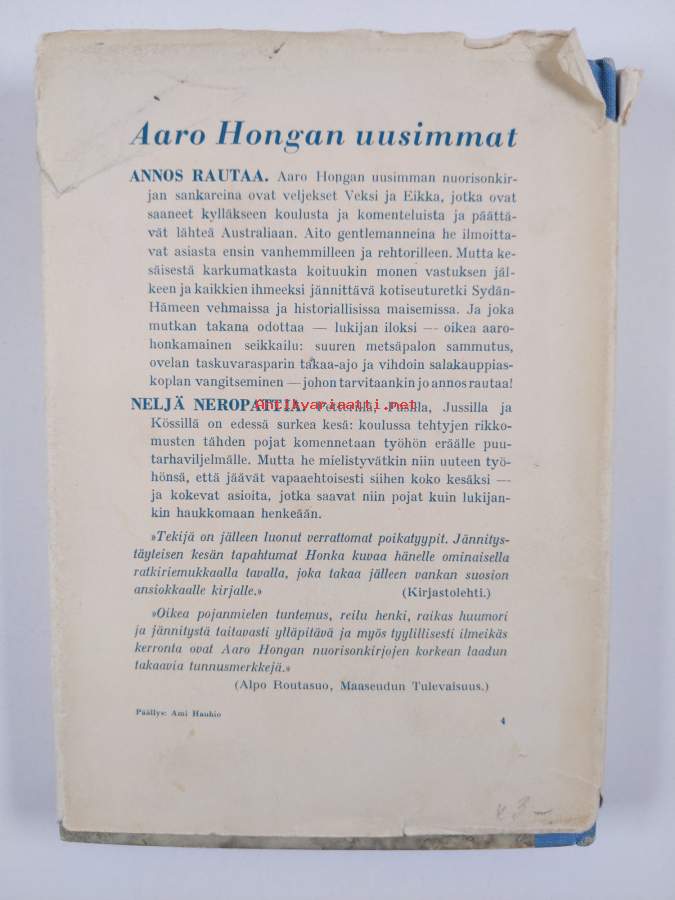 Aaro Hongan uusimmat
ANNOS RAUTAA. Aaro Hongan uusimman nuorisonkir-
jan sankareina ovat veljekset Veksi ja Eikka, jotka ovat
saaneet kylläkseen koulusta ja komenteluista ja päättä-
vät lähteä Australiaan. Aito gentlemanneina he ilmoitta-
vat asiasta ensin vanhemmilleen ja rehtorilleen. Mutta ke-
säisestä karkumatkasta koituukin monen vastuksen jäl-
keen ja kaikkien ihmeeksi jännittävä kotiseuturetki Sydän-
Hämeen vehmaissa ja historiallisissa maisemissa. Ja joka
mutkan takana odottaa — lukijan iloksi — oikea aaro-
honkamainen seikkailu: suuren metsäpalon sammutus,
ovelan taskuvarasparin takaa-ajo ja vihdoin salakauppias-
koplan vangitseminen — johon tarvitaankin jo annos rautaa!
Antikvariaatti.net
NELJÄ NEROPATTIA. Jussilla ja
Kössillä on edessä surkea kesä: koulussa tehtyjen rikko-
musten tähden pojat komennetaan työhön eräälle puu-
tarhaviljelmälle. Mutta he mielistyvätkin niin uuteen työ-
hönsä, että jäävät vapaaehtoisesti siihen koko kesäksi —
ja kokevat asioita, jotka saavat niin pojat kuin lukijan-
kin haukkomaan henkeään.
»Tekijä on jälleen luonut verrattomat poikatyypit. Jännitys-
täyteisen kesän tapahtumat Honka kuvaa hänelle ominaisella
ratkiriemukkaalla tavalla, joka takaa jälleen vankan suosion
ansiokkaalle kirjalle.» (Kirjastolehti.)
»Oikea pojanmielen tuntemus, reilu henki, raikas huumori
ja jännitystä taitavasti ylläpitävä ja myös tyylillisesti ilmeikäs
kerronta ovat Aaro Hongan nuorisonkirjojen korkean laadun
takaavia tunnusmerkkejä.»
(Alpo Routasuo, Maaseudun Tulevaisuus.)
Päällys: Ami Hauhio 4